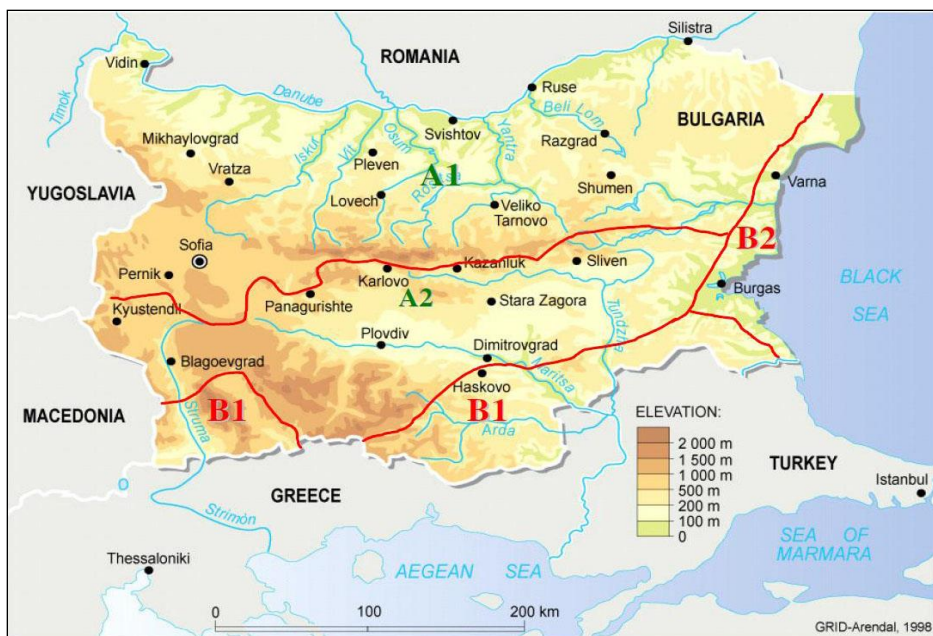 Silistra
ROMANIA
Vidin
Ruse
Danube
Timok
Beli Lom
BULGARIA
Svishtov
Yantra
Osum
Iskur
Vit
Mikhaylovgrad
Razgrad
Pleven
A1
YUGOSLAVIA
Vratza
Shumen
Varna
Lovech
Veliko
Tarnovo
B2
Sofia
Pernik
Karlovo
Kazanluk
Sliven
BLACK
SEA
Burgas
Panagurishte
A2
Stara Zagora
Kyustendil
Tundzha
Plovdiv
Dimitrovgrad
Blagoevgrad
Maritsa
Haskovo
MACEDONIA
Struma
B1
B1
Arda
ELEVATION:
2 000 m
1 500 m
1 000 m
500 m
200 m
100 m
0
TURKEY
Istanbul
GREECE
Strimón
SEA OF
MARMARA
Thessaloniki
AEGEAN SEA
0 100 200 km
GRID-Arendal, 1998